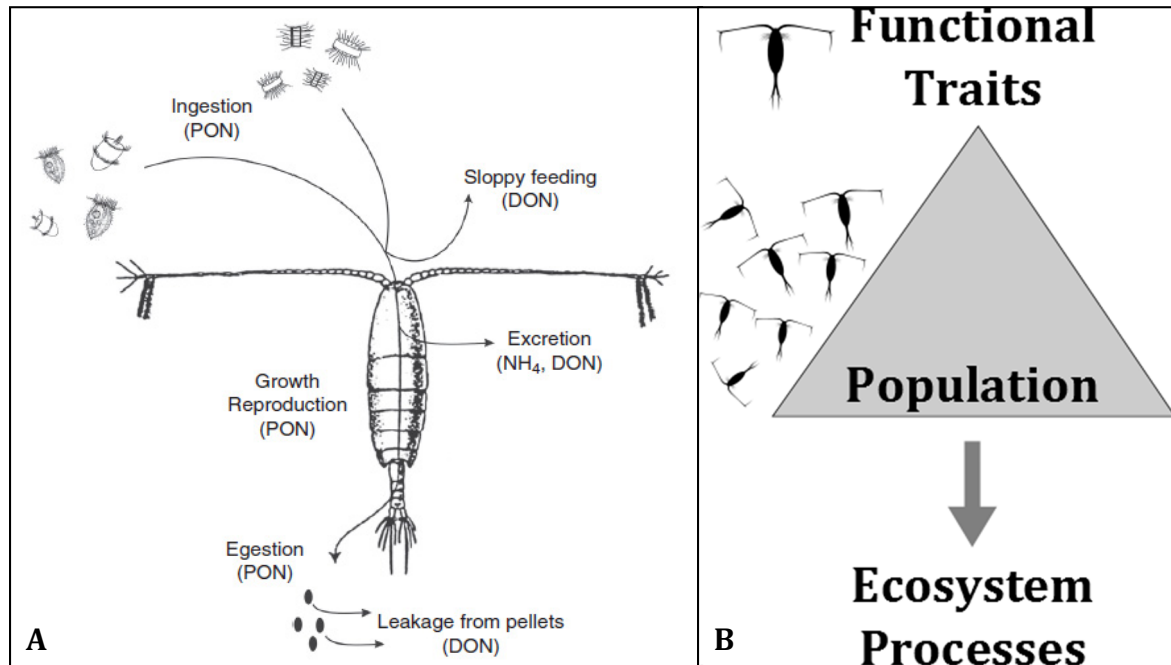 Ingestion
(PON)
Sloppy feeding
(DON)
Excretion
(NH₄, DON)
Growth
Reproduction
(PON)
Egestion
(PON)
Leakage from pellets
(DON)
A
Functional
Traits
Population
Ecosystem
Processes
B